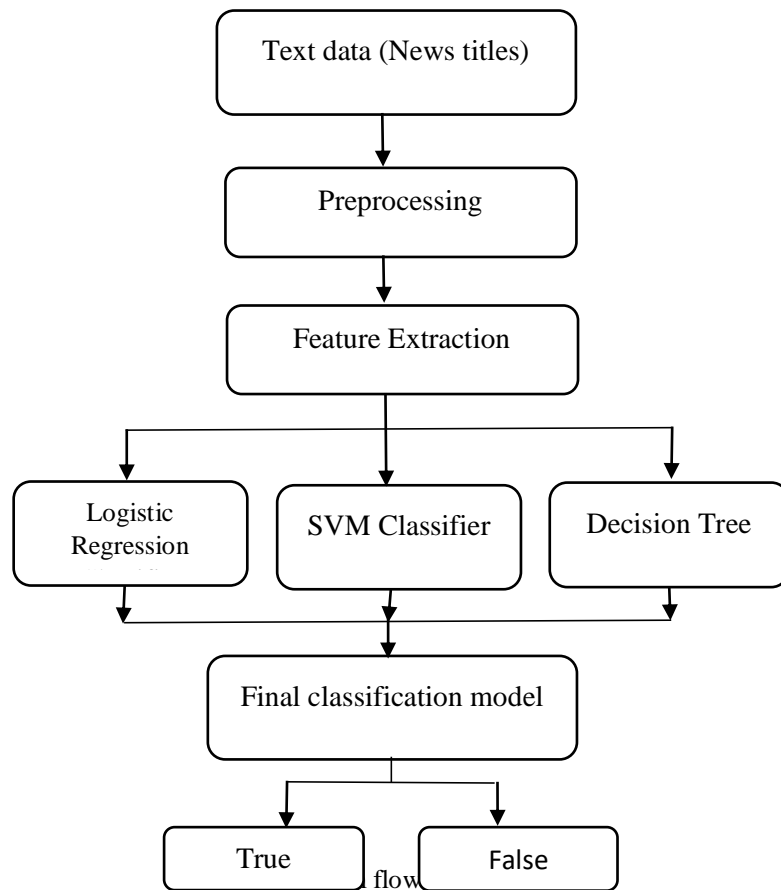 Text data (News titles)
Preprocessing
Feature Extraction
Logistic
Regression
SVM Classifier
Decision Tree
Final classification model
True
False
flow